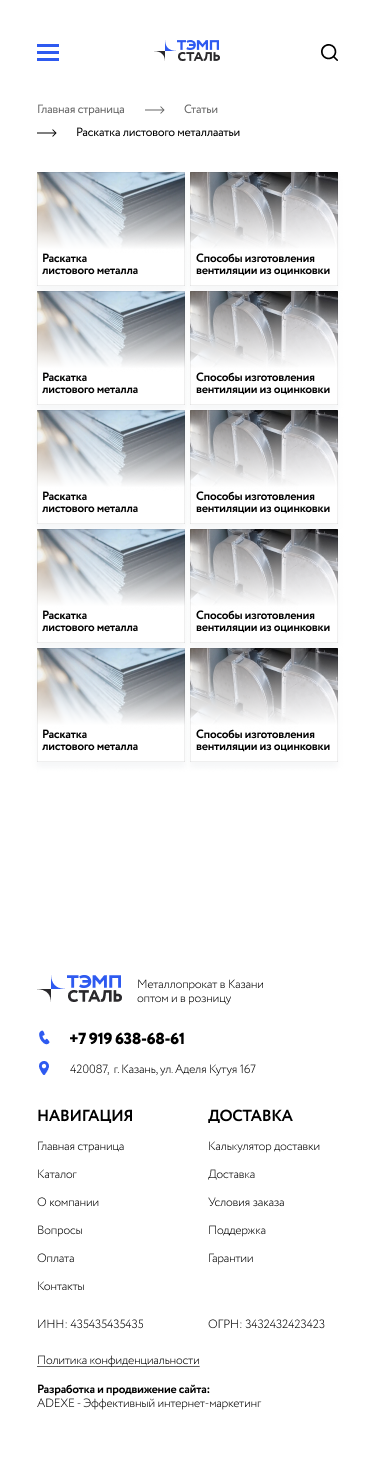 ТЭМП
СТАЛЬ
Главная страница
Статьи
Раскатка листового металлаатьи
Раскатка
листового металла
Способы изготовления
вентиляции из оцинковки
Раскатка
листового металла
Способы изготовления
вентиляции из оцинковки
Раскатка
листового металла
Способы изготовления
вентиляции из оцинковки
Раскатка
листового металла
Способы изготовления
вентиляции из оцинковки
Раскатка
листового металла
Способы изготовления
вентиляции из оцинковки
ТЭМП
СТАЛЬ
Металлопрокат в Казани
оптом и в розницу
+7 919 638-68-61
420087, г. Казань, ул. Аделя Кутуя 167
НАВИГАЦИЯ
Главная страница
Каталог
О компании
Вопросы
Оплата
Контакты
ДОСТАВКА
Калькулятор доставки
Доставка
Условия заказа
Поддержка
Гарантии
ИНН: 435435435435
ОГРН: 3432432423423
Политика конфиденциальности
Разработка и продвижение сайта:
ADEXE - Эффективный интернет-маркетинг